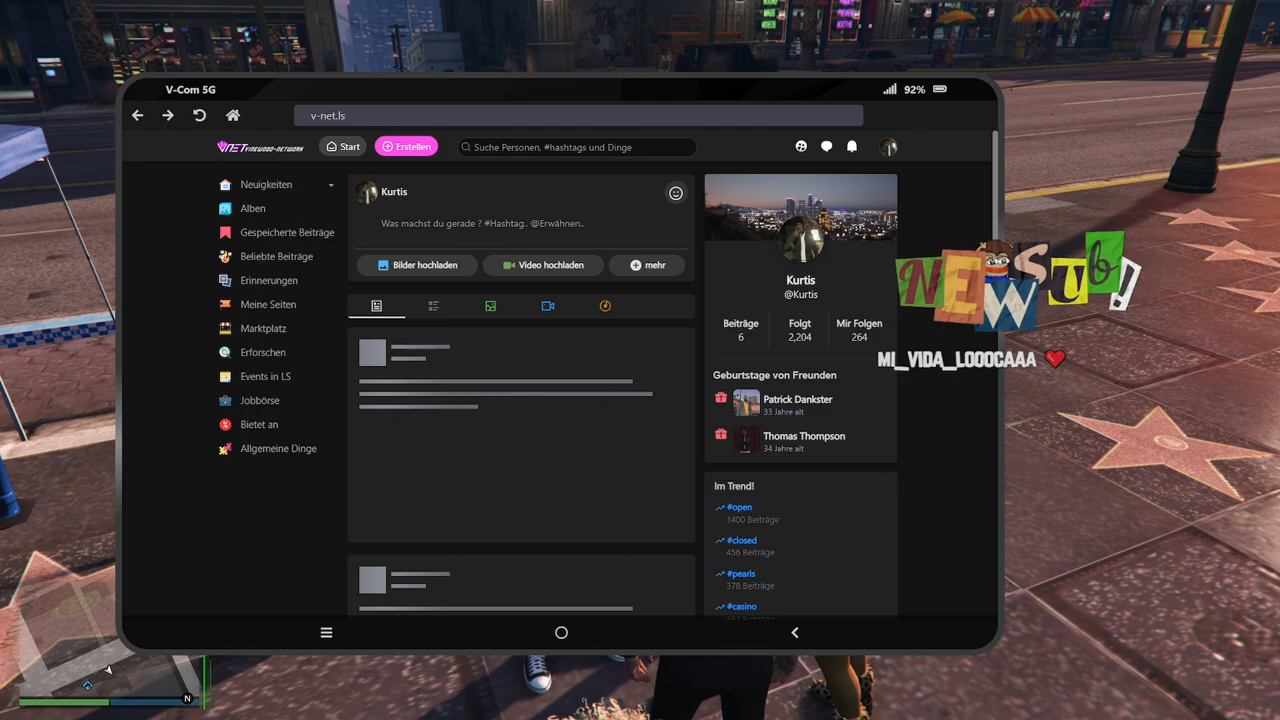 V-Com 5G
92%
v-net.ls
VNET VINEWOOD-NETWORK
Start
Erstellen
Suche Personen, #hashtags und Dinge
Neuigkeiten
Alben
Gespeicherte Beiträge
Beliebte Beiträge
Erinnerungen
Meine Seiten
Marktplatz
Erforschen
Events in LS
Jobbörse
Bietet an
Allgemeine Dinge
Kurtis
Was machst du gerade ? #Hashtag.. @Erwähnen..
Bilder hochladen
Video hochladen
mehr
Kurtis
@Kurtis
Beiträge Folgt Mir Folgen
6 2,204 264
Geburtstage von Freunden
Patrick Dankster
33 Jahre alt
Thomas Thompson
34 Jahre alt
Im Trend!
#open
1400 Beiträge
#closed
456 Beiträge
#pearls
378 Beiträge
#casino
NEW Sub!
MI_VIDA_LOOOCAAA
N